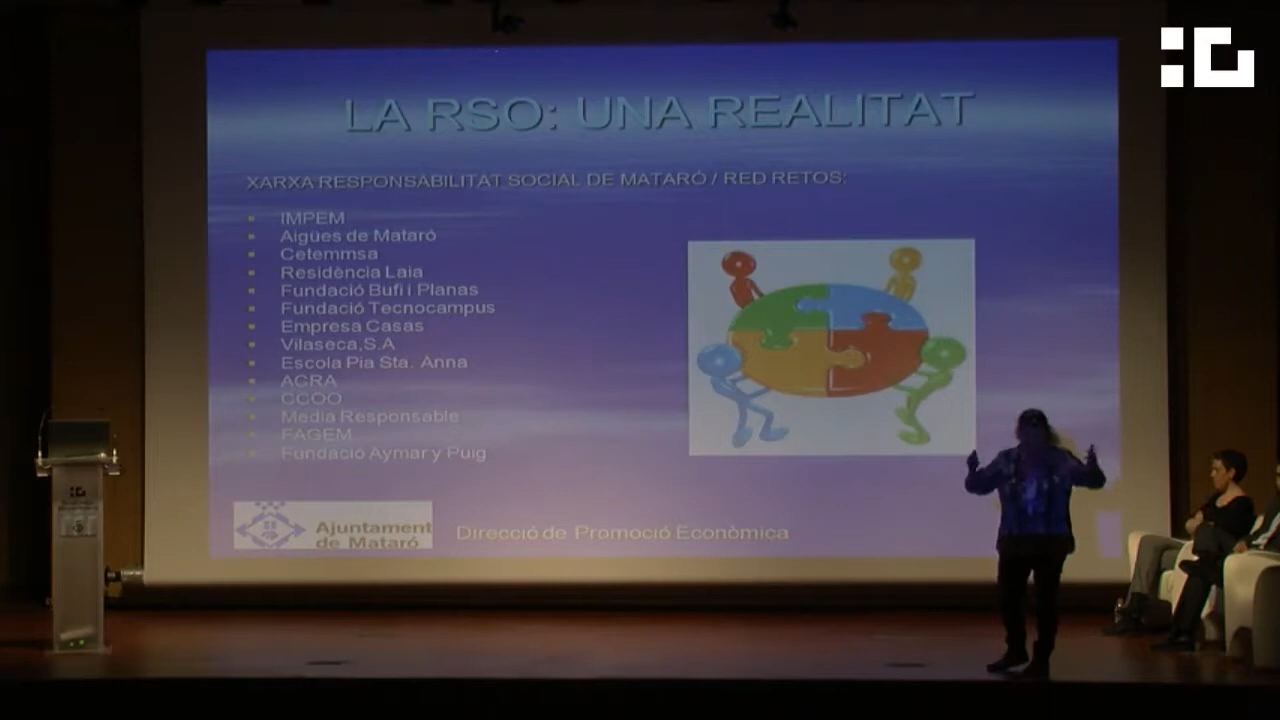 LA RSO: UNA REALITAT
XARXA RESPONSABILITAT SOCIAL DE MATARÓ / RED RETOS:
IMPEM
Aigües de Mataró
Cetemmsa
Residència Laia
Fundació Bufí i Planas
Fundació Tecnocampus
Empresa Casas
Vilaseca,S.A
Escola Pia Sta. Anna
ACRA
CCOO
Media Responsable
FAGEM
Fundació Aymar y Puig
Ajuntament
de Mataró
Direcció de Promoció Econòmica